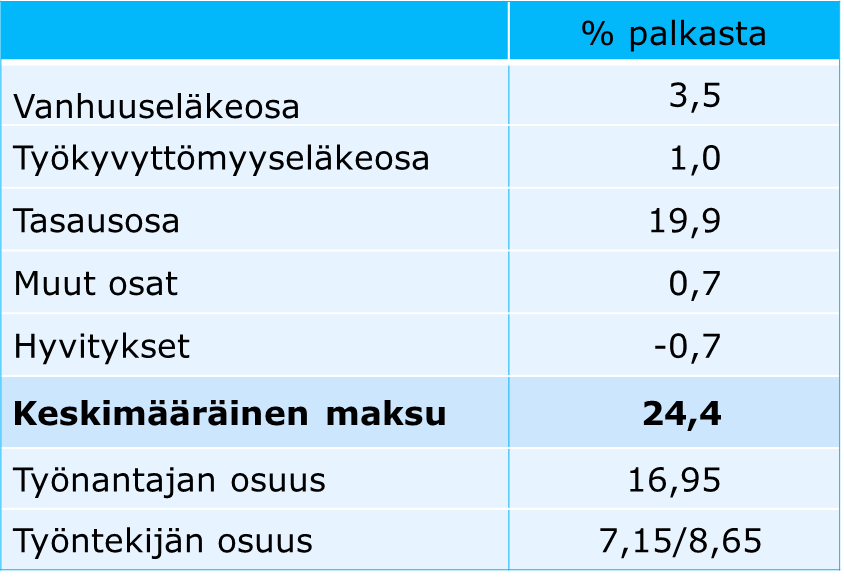 % palkasta
Vanhuuseläkeosa 3,5
Työkyvyttömyyseläkeosa 1,0
Tasausosa 19,9
Muut osat 0,7
Hyvitykset -0,7
Keskimääräinen maksu 24,4
Työnantajan osuus 16,95
Työntekijän osuus 7,15/8,65